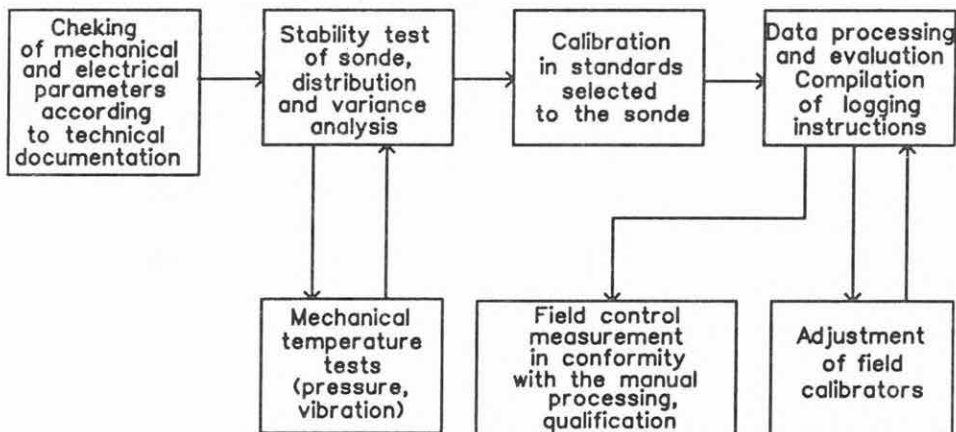 Cheking
of mechanical
and electrical
parameters
according
to technical
documentation
Stability test
of sonde,
distribution
and variance
analysis
Calibration
in standards
selected
to the sonde
Data processing
and evaluation
Compilation
of logging
instructions
Mechanical
temperature
tests
(pressure,
vibration)
Field control
measurement
in conformity
with the manual
processing,
qualification
Adjustment
of field
calibrators